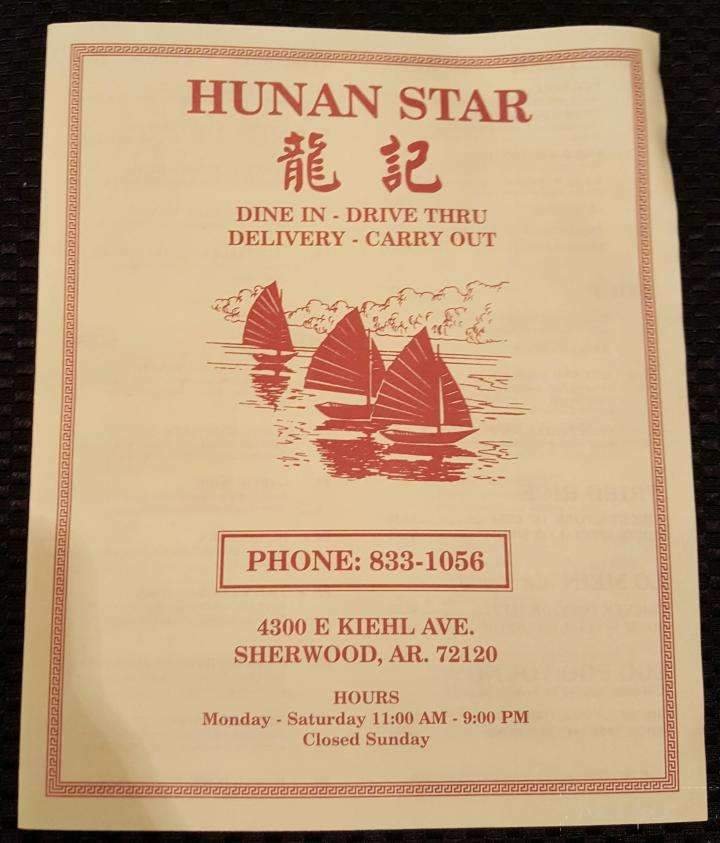 HUNAN STAR
龍 記
DINE IN - DRIVE THRU
DELIVERY - CARRY OUT
PHONE: 833-1056
4300 E KIEHL AVE.
SHERWOOD, AR. 72120
HOURS
Monday - Saturday 11:00 AM - 9:00 PM
Closed Sunday